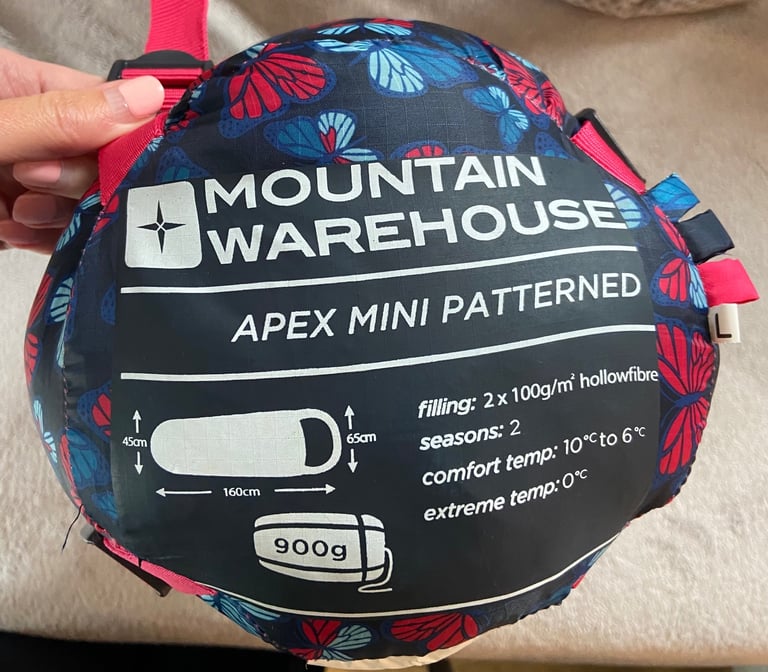 MOUNTAIN
WAREHOUSE
APEX MINI PATTERNED
filling: 2 x 100g/m² hollowfibre
seasons: 2
comfort temp: 10°C to 6°C
extreme temp: 0°C
45cm
65cm
160cm
900g
L